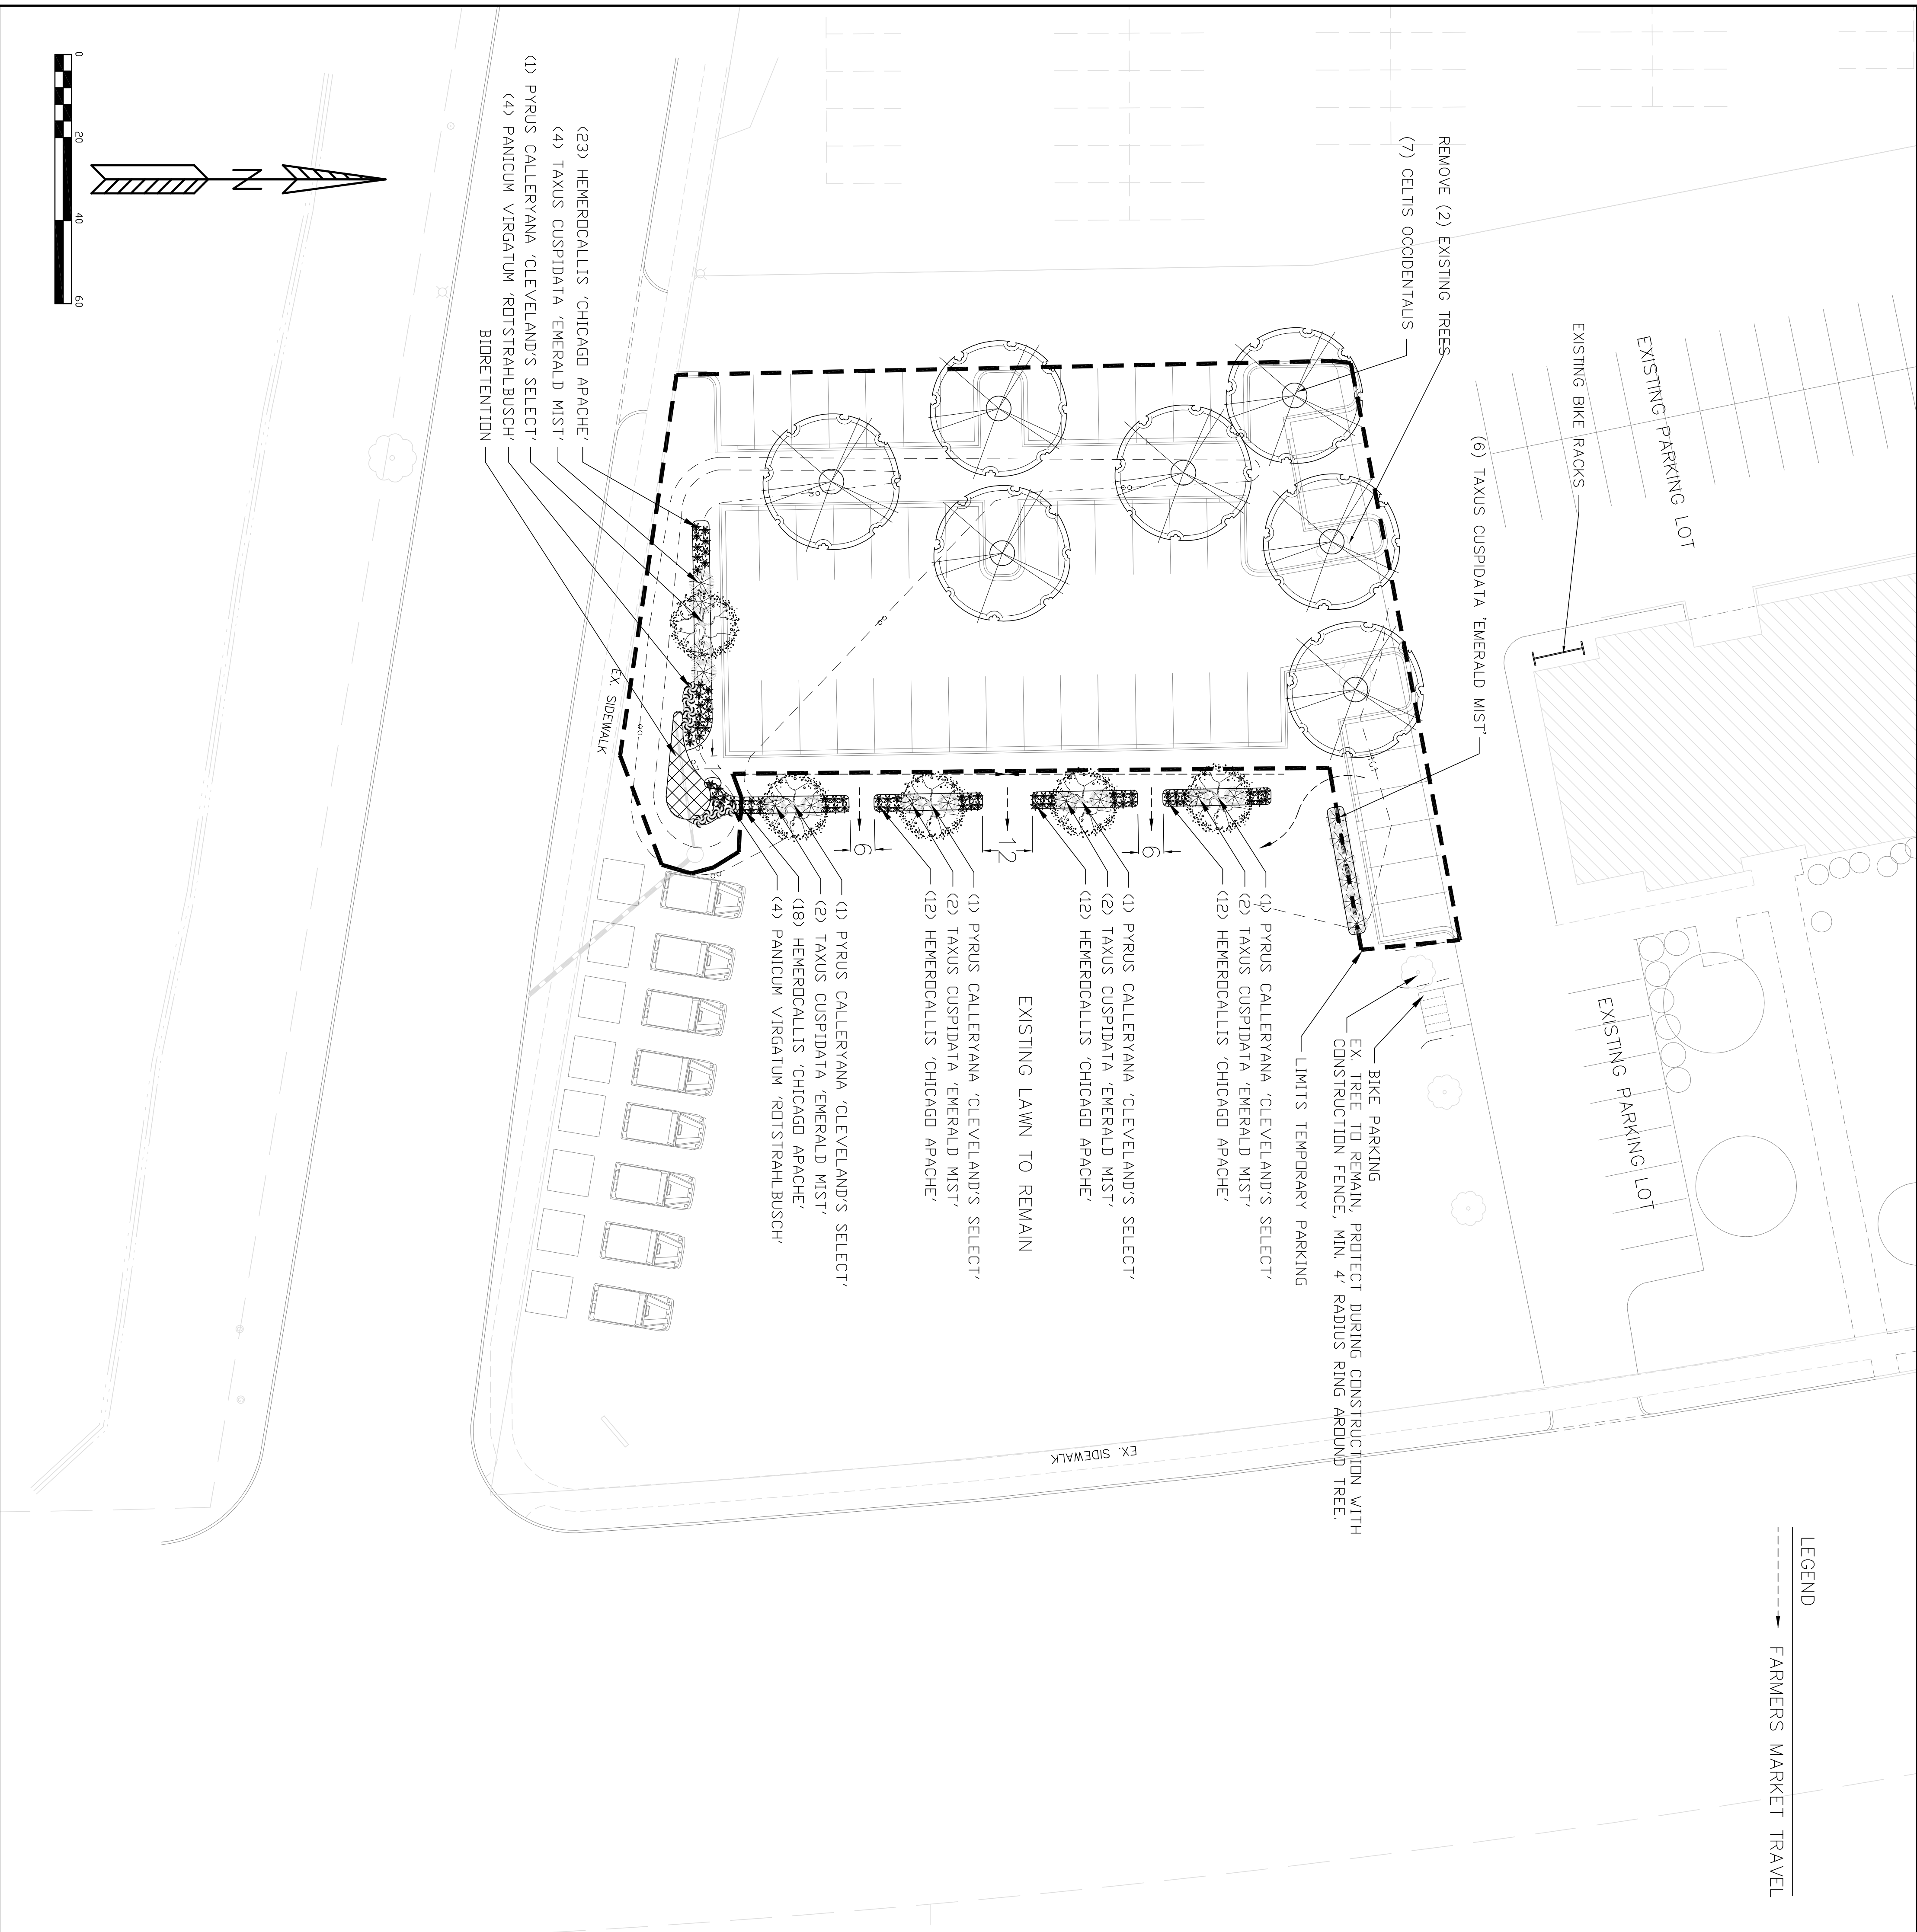 LEGEND
FARMERS MARKET TRAVEL
EXISTING PARKING LOT
EXISTING BIKE RACKS
(6) TAXUS CUSPIDATA 'EMERALD MIST'
REMOVE (2) EXISTING TREES
(7) CELTIS OCCIDENTALIS
EXISTING PARKING LOT
BIKE PARKING
EX. TREE TO REMAIN, PROTECT DURING CONSTRUCTION WITH
CONSTRUCTION FENCE, MIN. 4' RADIUS RING AROUND TREE.
LIMITS TEMPORARY PARKING
(1) PYRUS CALLERYANA 'CLEVELAND'S SELECT'
(2) TAXUS CUSPIDATA 'EMERALD MIST'
(12) HEMEROCALLIS 'CHICAGO APACHE'
6
(1) PYRUS CALLERYANA 'CLEVELAND'S SELECT'
(2) TAXUS CUSPIDATA 'EMERALD MIST'
(12) HEMEROCALLIS 'CHICAGO APACHE'
12
EXISTING LAWN TO REMAIN
(1) PYRUS CALLERYANA 'CLEVELAND'S SELECT'
(2) TAXUS CUSPIDATA 'EMERALD MIST'
(12) HEMEROCALLIS 'CHICAGO APACHE'
6
(1) PYRUS CALLERYANA 'CLEVELAND'S SELECT'
(2) TAXUS CUSPIDATA 'EMERALD MIST'
(18) HEMEROCALLIS 'CHICAGO APACHE'
(4) PANICUM VIRGATUM 'ROTSTRAHLBUSCH'
EX. SIDEWALK
EX. SIDEWALK
(23) HEMEROCALLIS 'CHICAGO APACHE'
(4) TAXUS CUSPIDATA 'EMERALD MIST'
(1) PYRUS CALLERYANA 'CLEVELAND'S SELECT'
(4) PANICUM VIRGATUM 'ROTSTRAHLBUSCH'
BIORETENTION
N
0 20 40 60